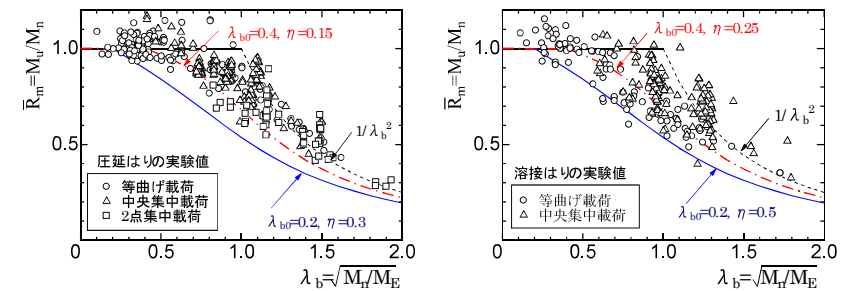 R̅m=Mu/Mn
1.0
0.5
λb0=0.4, η=0.15
1/λb²
圧延はりの実験値
等曲げ載荷
中央集中載荷
2点集中載荷
λb0=0.2, η=0.3
0
0.5
1.0
1.5
2.0
λb=√Mn/ME
R̅m=Mu/Mn
1.0
0.5
λb0=0.4, η=0.25
1/λb²
溶接はりの実験値
等曲げ載荷
中央集中載荷
λb0=0.2, η=0.5
0
0.5
1.0
1.5
2.0
λb=√Mn/ME